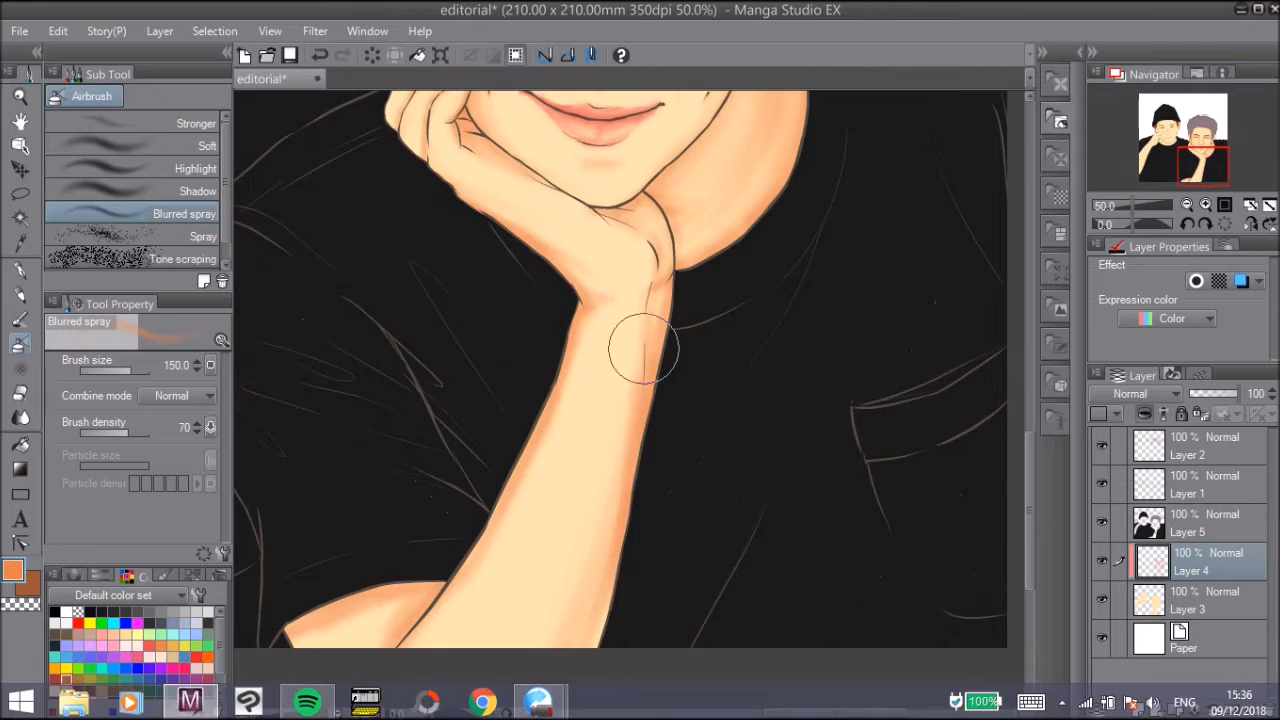 editorial* (210.00 x 210.00mm 350dpi 50.0%) - Manga Studio EX
File Edit Story(P) Layer Selection View Filter Window Help
Sub Tool
editorial*
Navigator
Airbrush
Stronger
Soft
Highlight
Shadow
Blurred spray
Spray
Tone scraping
50.0
0.0
Layer Properties
Effect
Expression color
Color
Tool Property
Blurred spray
Brush size 150.0
Combine mode Normal
Brush density 70
Particle size
Particle densi
Layer
Normal 100
100 % Normal
Layer 2
100 % Normal
Layer 1
100 % Normal
Layer 5
100 % Normal
Layer 4
100 % Normal
Layer 3
Paper
Default color set
100%
ENG
15:36
09/12/2018